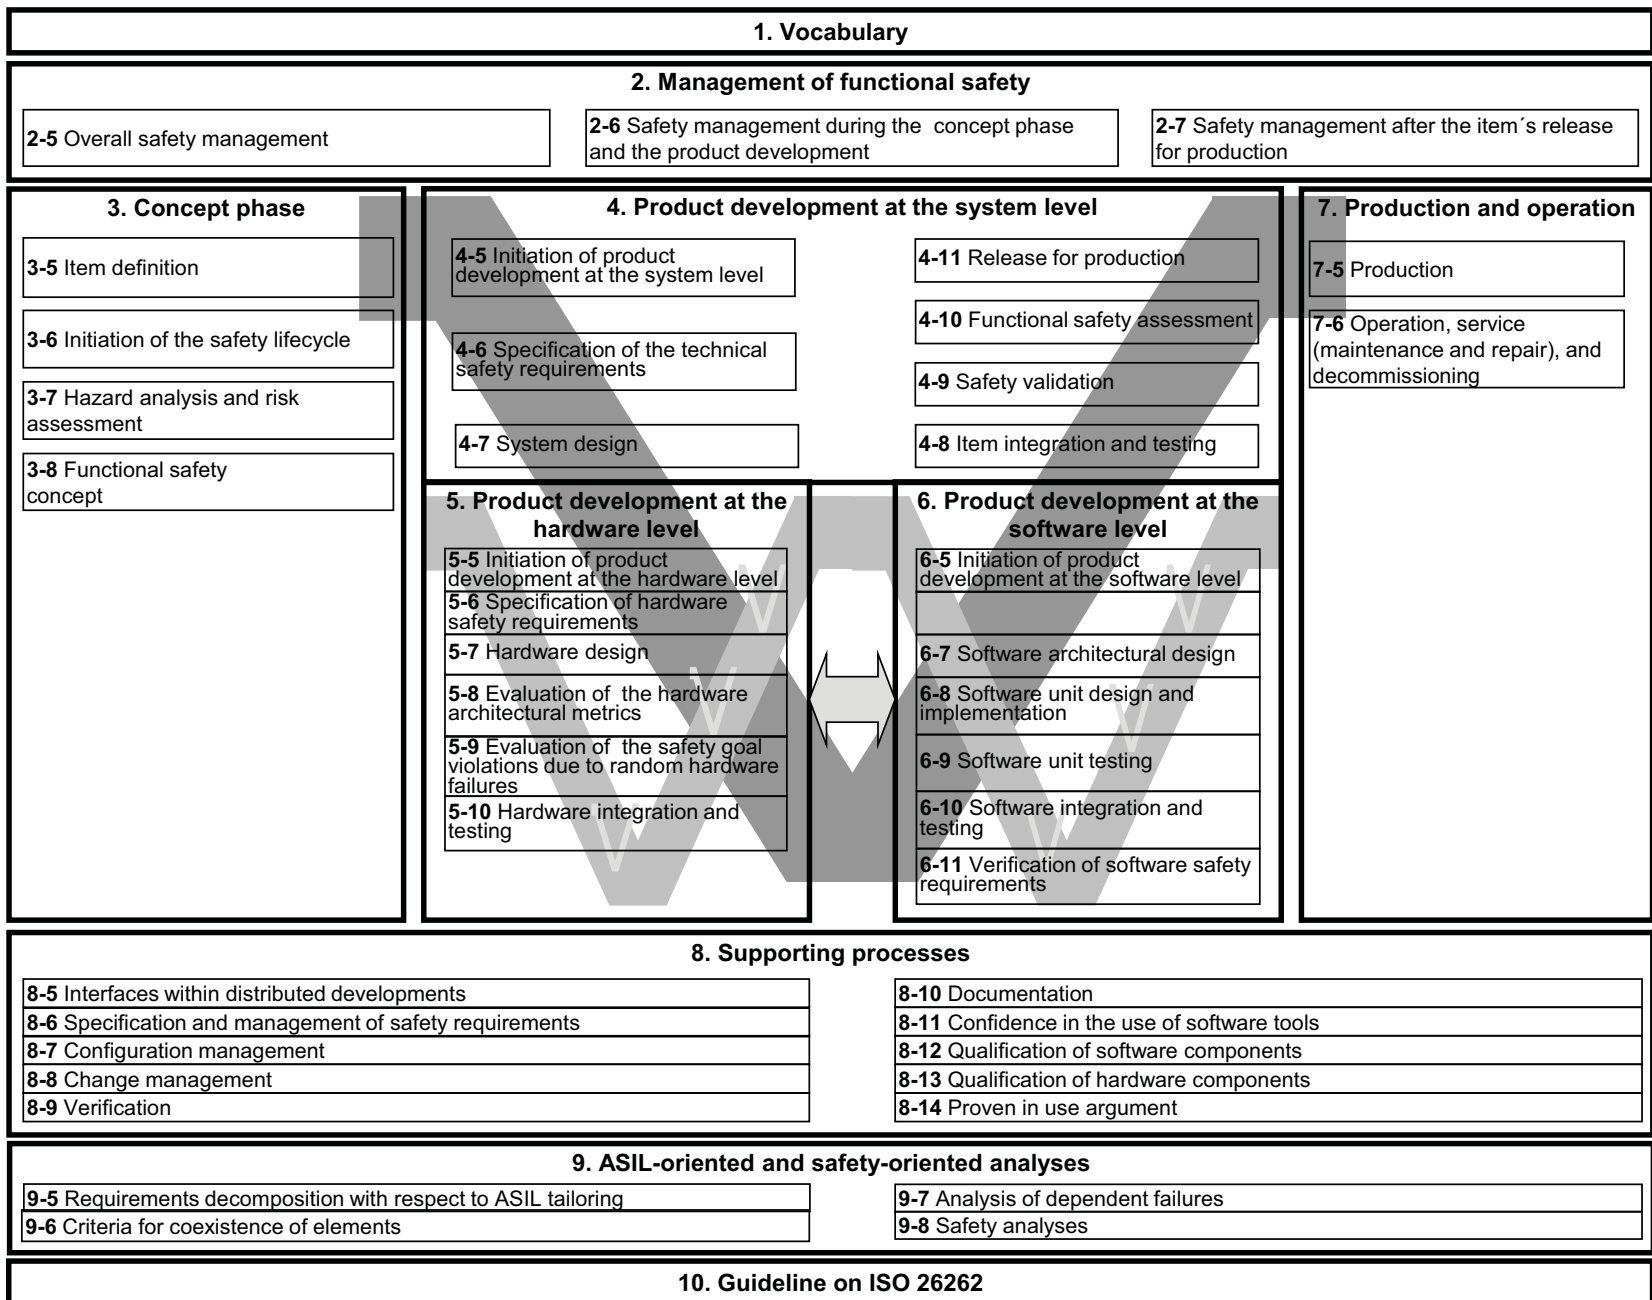 1. Vocabulary
2. Management of functional safety
2-5 Overall safety management
2-6 Safety management during the concept phase
and the product development
2-7 Safety management after the item´s release
for production
3. Concept phase
3-5 Item definition
3-6 Initiation of the safety lifecycle
3-7 Hazard analysis and risk
assessment
3-8 Functional safety
concept
4. Product development at the system level
4-5 Initiation of product
development at the system level
4-6 Specification of the technical
safety requirements
4-7 System design
4-11 Release for production
4-10 Functional safety assessment
4-9 Safety validation
4-8 Item integration and testing
7. Production and operation
7-5 Production
7-6 Operation, service
(maintenance and repair), and
decommissioning
5. Product development at the
hardware level
5-5 Initiation of product
development at the hardware level
5-6 Specification of hardware
safety requirements
5-7 Hardware design
5-8 Evaluation of the hardware
architectural metrics
5-9 Evaluation of the safety goal
violations due to random hardware
failures
5-10 Hardware integration and
testing
6. Product development at the
software level
6-5 Initiation of product
development at the software level
6-7 Software architectural design
6-8 Software unit design and
implementation
6-9 Software unit testing
6-10 Software integration and
testing
6-11 Verification of software safety
requirements
8. Supporting processes
8-5 Interfaces within distributed developments
8-6 Specification and management of safety requirements
8-7 Configuration management
8-8 Change management
8-9 Verification
8-10 Documentation
8-11 Confidence in the use of software tools
8-12 Qualification of software components
8-13 Qualification of hardware components
8-14 Proven in use argument
9. ASIL-oriented and safety-oriented analyses
9-5 Requirements decomposition with respect to ASIL tailoring
9-6 Criteria for coexistence of elements
9-7 Analysis of dependent failures
9-8 Safety analyses
10. Guideline on ISO 26262